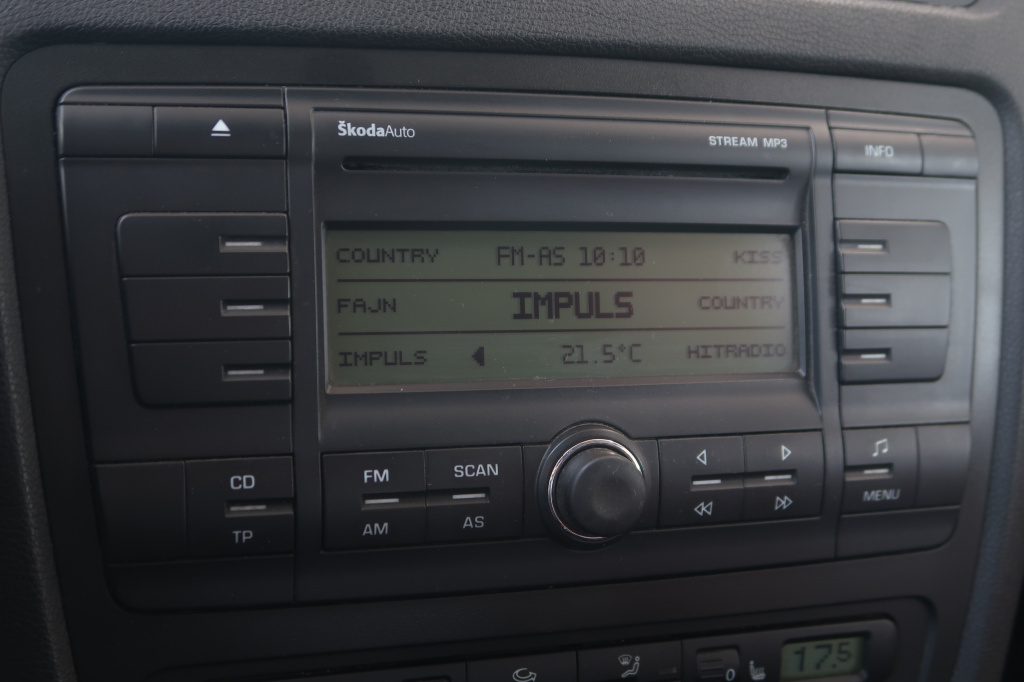 ŠkodaAuto
STREAM MP3
INFO
COUNTRY FM-AS 10:10 KISS
FAJN IMPULS COUNTRY
IMPULS 21.5°C HITRADIO
CD
TP
FM
AM
SCAN
AS
MENU
0
17.5